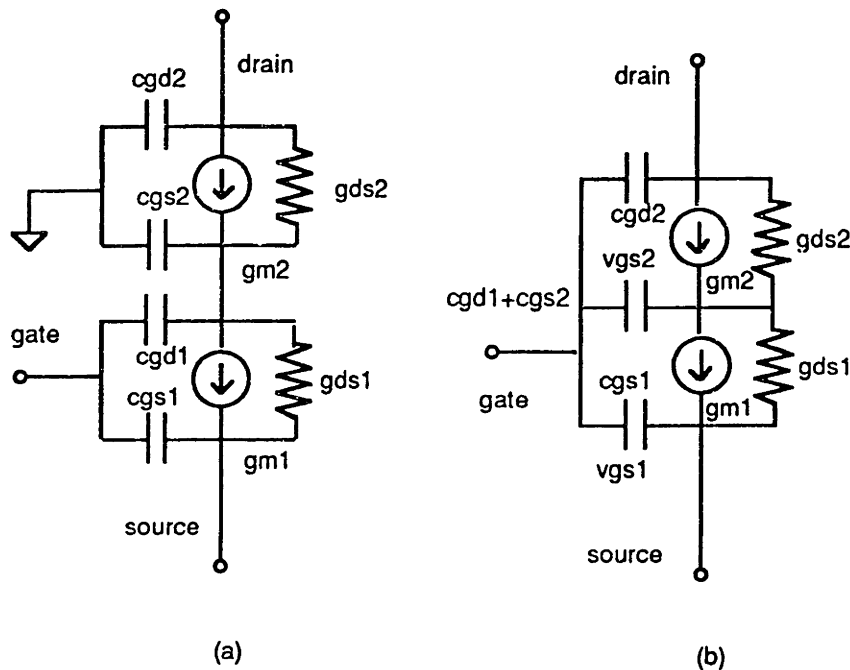 drain
cgd2
cgs2
gds2
gm2
gate
cgd1
cgs1
gds1
gm1
source
(a)
drain
cgd2
vgs2
gds2
gm2
cgd1+cgs2
gate
cgs1
gds1
gm1
vgs1
source
(b)